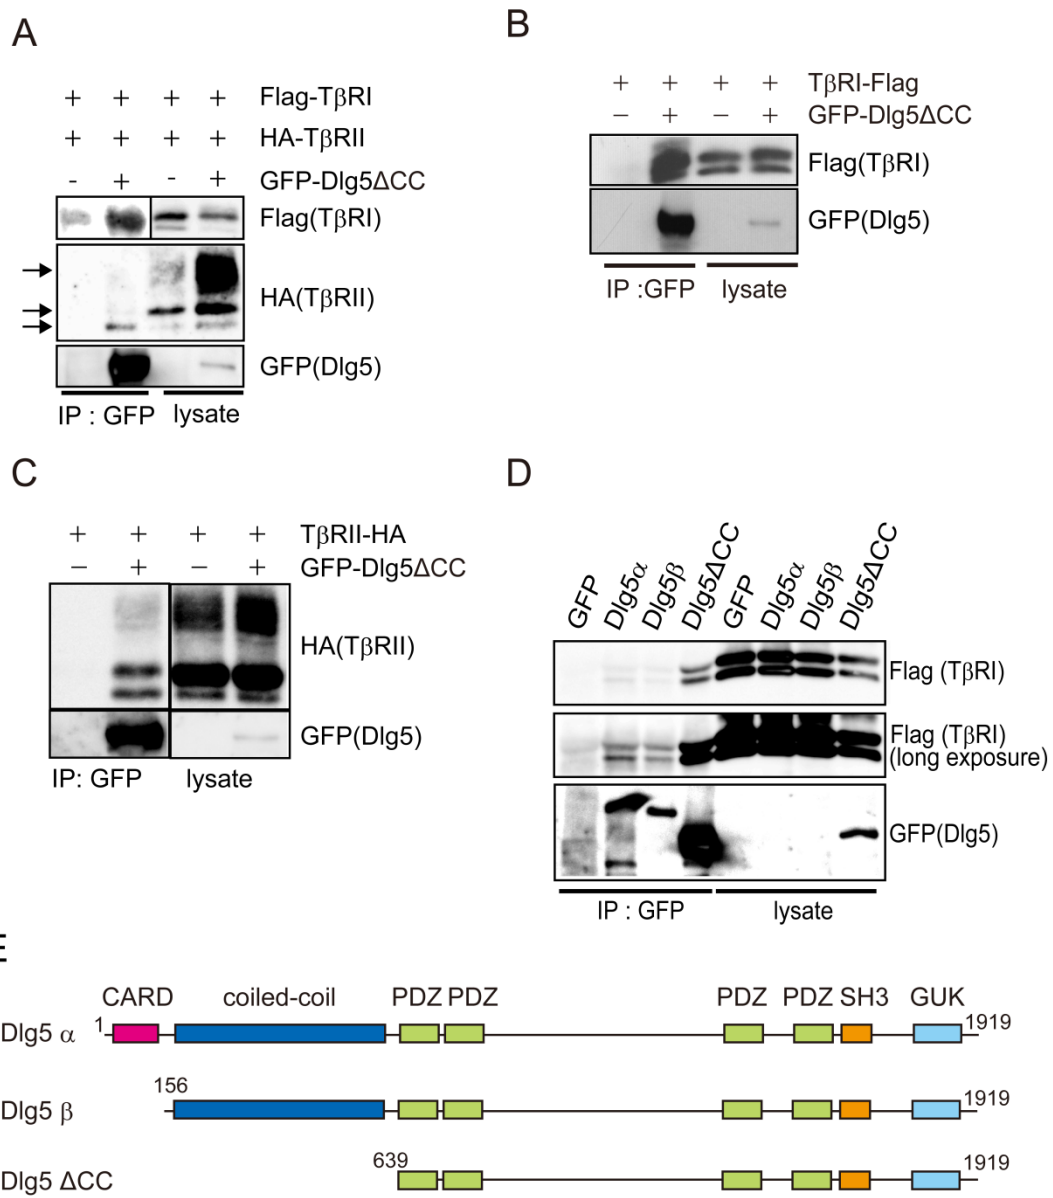 A
+ + + + Flag-TβRI
+ + + + HA-TβRII
- + - + GFP-Dlg5ΔCC
Flag(TβRI)
HA(TβRII)
GFP(Dlg5)
IP : GFP lysate
B
+ + + + TβRI-Flag
− + − + GFP-Dlg5ΔCC
Flag(TβRI)
GFP(Dlg5)
IP :GFP lysate
C
+ + + + TβRII-HA
− + − + GFP-Dlg5ΔCC
HA(TβRII)
GFP(Dlg5)
IP: GFP lysate
D
GFP Dlg5α Dlg5β Dlg5ΔCC GFP Dlg5α Dlg5β Dlg5ΔCC
Flag (TβRI)
Flag (TβRI)
(long exposure)
GFP(Dlg5)
IP : GFP lysate
E
CARD coiled-coil PDZ PDZ PDZ PDZ SH3 GUK
Dlg5 α 1 1919
156
Dlg5 β 1919
639
Dlg5 ΔCC 1919